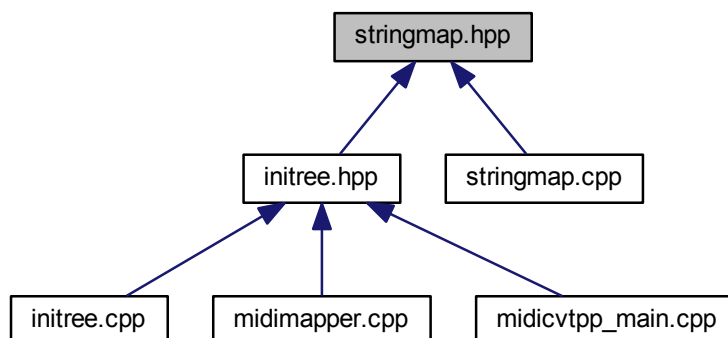 stringmap.hpp
initree.hpp
stringmap.cpp
initree.cpp
midimapper.cpp
midicvtpp_main.cpp